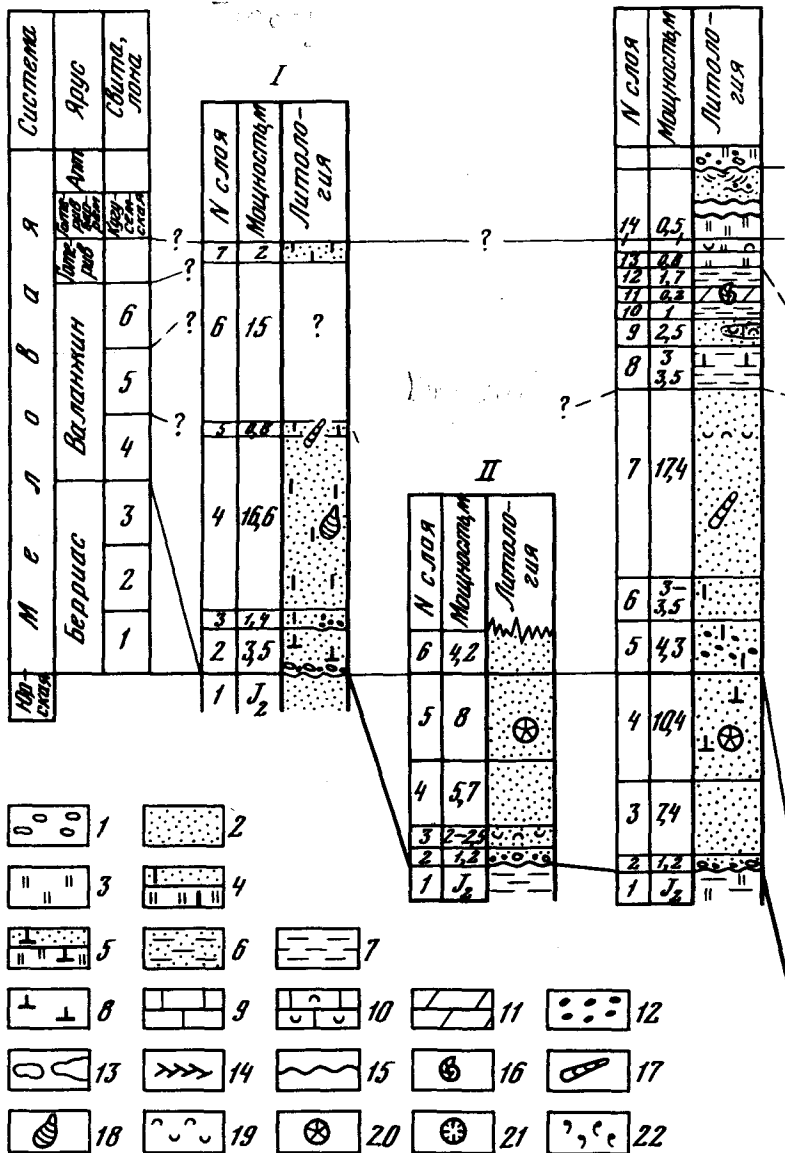 Система
Ярус
Свита, лона
Меловая
Юрская
Апт
Готерив
Валанжин
Берриас
6
5
4
3
2
1
?
?
?
I
N слоя
Мощность,м
Литология
7 2
6 15 ?
5 0,8
4 16,6
3 1,4
2 3,5
1 J2
?
II
N слоя
Мощность,м
Литология
6 4,2
5 8
4 5,7
3 2-2,5
2 1,2
1 J2
?
N слоя
Мощность,м
Литология
14 0,5
13 0,8
12 1,7
11
10 1
9 2,5
8 3 3,5
7 17,4
6 3-3,5
5 4,3
4 10,4
3 7,4
2 1,2
1 J2
1 2
3 4
5 6 7
8 9 10 11 12
13 14 15 16 17
18 19 20 21 22